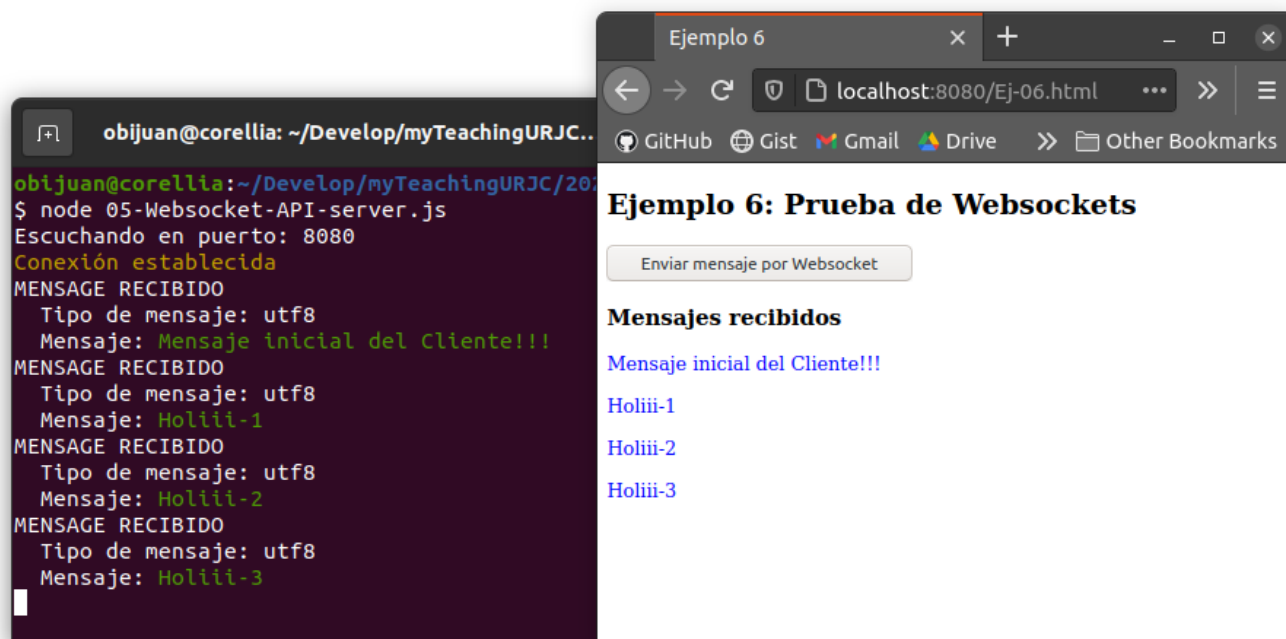 obijuan@corellia: ~/Develop/myTeachingURJC...
obijuan@corellia:~/Develop/myTeachingURJC/202
$ node 05-Websocket-API-server.js
Escuchando en puerto: 8080
Conexión establecida
MENSAGE RECIBIDO
Tipo de mensaje: utf8
Mensaje: Mensaje inicial del Cliente!!!
MENSAGE RECIBIDO
Tipo de mensaje: utf8
Mensaje: Holiii-1
MENSAGE RECIBIDO
Tipo de mensaje: utf8
Mensaje: Holiii-2
MENSAGE RECIBIDO
Tipo de mensaje: utf8
Mensaje: Holiii-3
Ejemplo 6
localhost:8080/Ej-06.html
GitHub Gist Gmail Drive Other Bookmarks
Ejemplo 6: Prueba de Websockets
Enviar mensaje por Websocket
Mensajes recibidos
Mensaje inicial del Cliente!!!
Holiii-1
Holiii-2
Holiii-3